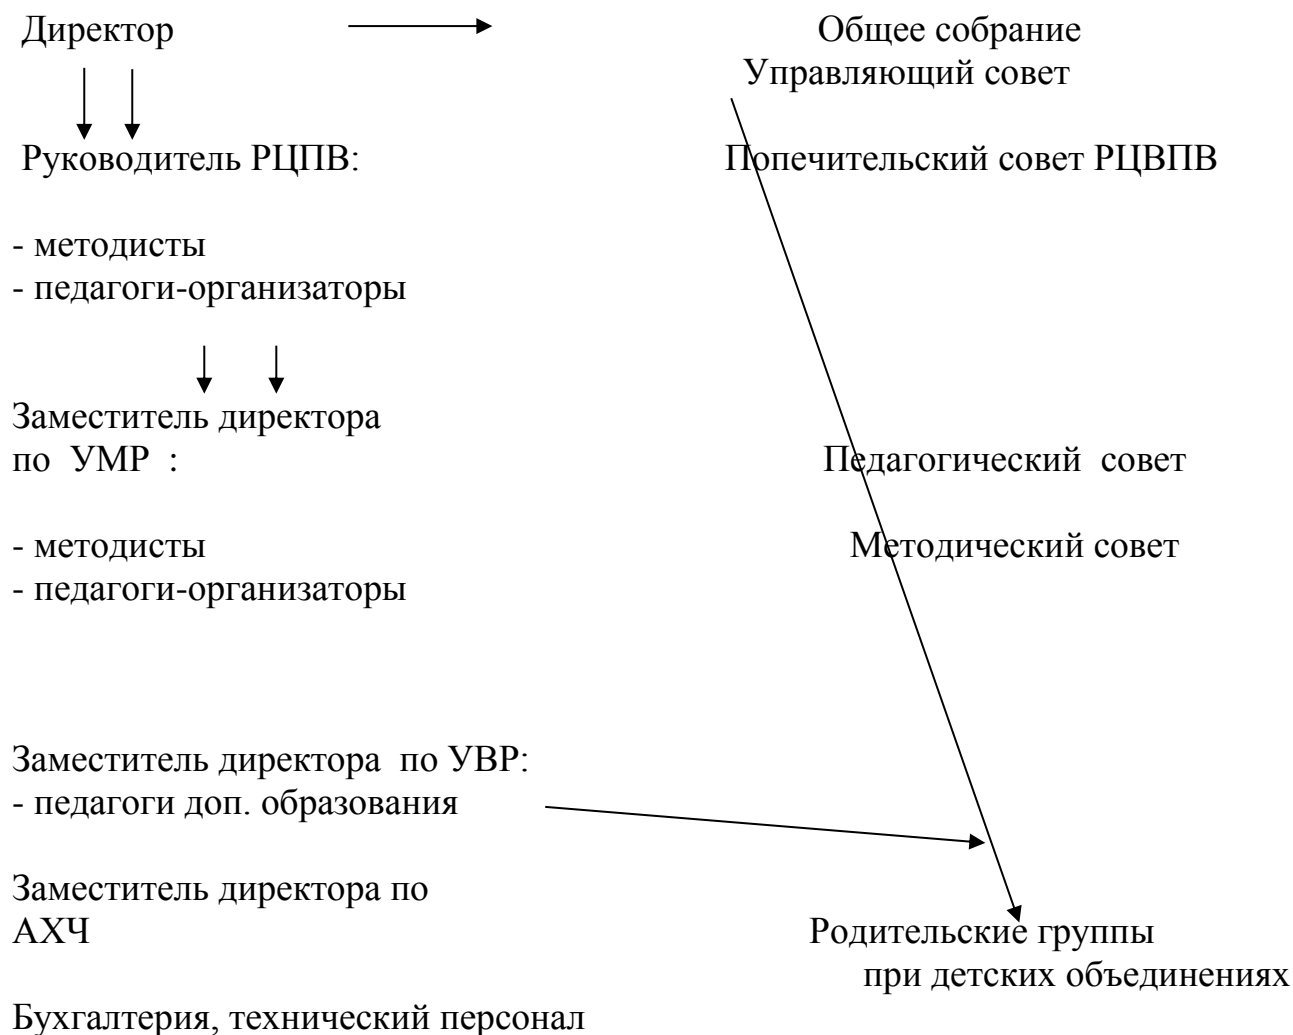 Директор Общее собрание
Управляющий совет
Руководитель РЦПВ: Попечительский совет РЦВПВ
- методисты
- педагоги-организаторы
Заместитель директора
по УМР : Педагогический совет
- методисты Методический совет
- педагоги-организаторы
Заместитель директора по УВР:
- педагоги доп. образования
Заместитель директора по
АХЧ Родительские группы
при детских объединениях
Бухгалтерия, технический персонал